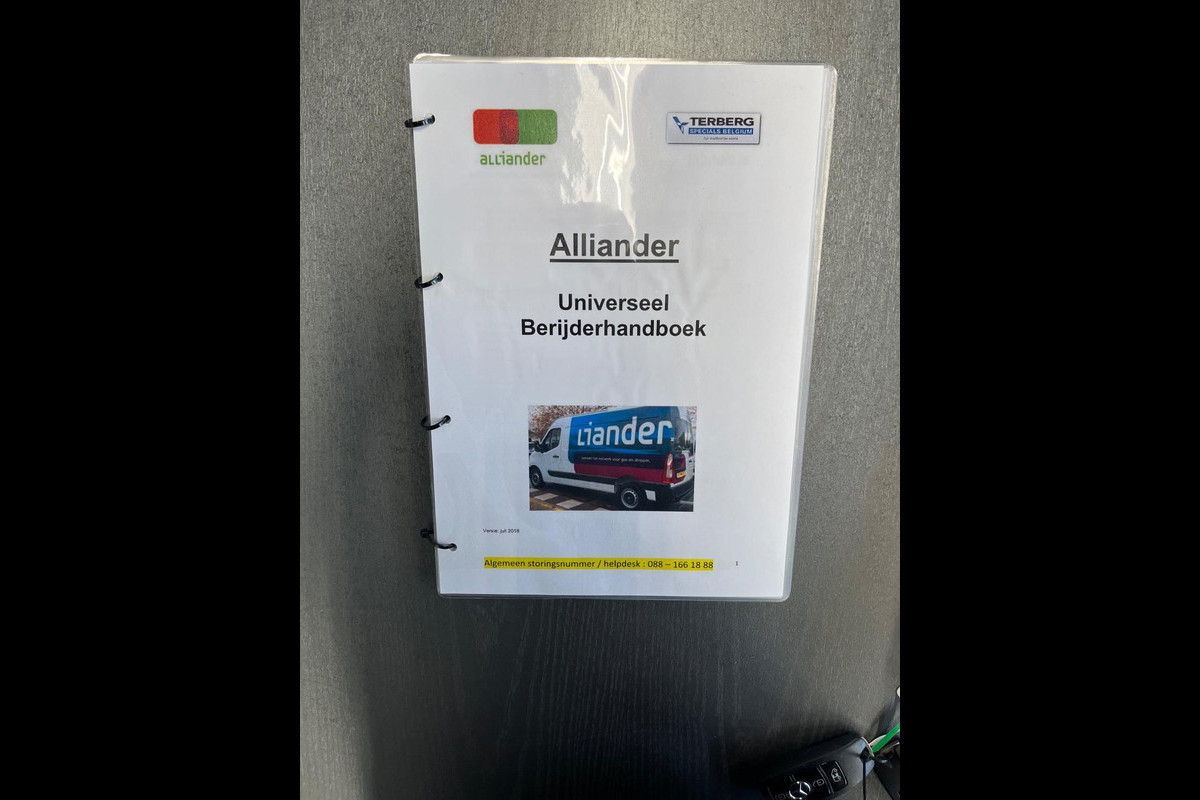 alliander
TERBERG
SPECIALS BELGIUM
Alliander
Universeel
Berijderhandboek
Liander
Versie: juli 2018
Algemeen storingsnummer / helpdesk : 088 – 166 18 88
1